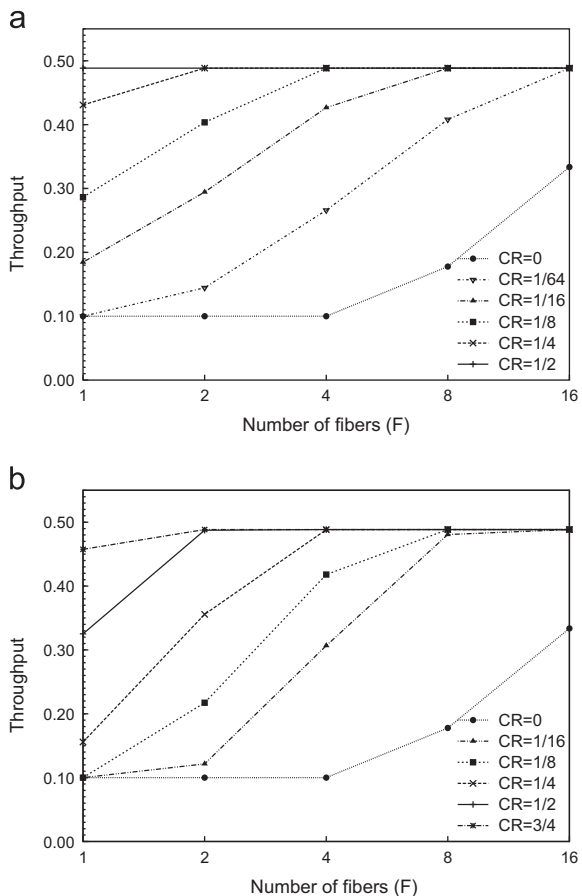 a
0.50
0.40
0.30
0.20
0.10
0.00
Throughput
CR=0
CR=1/64
CR=1/16
CR=1/8
CR=1/4
CR=1/2
1 2 4 8 16
Number of fibers (F)
b
0.50
0.40
0.30
0.20
0.10
0.00
Throughput
CR=0
CR=1/16
CR=1/8
CR=1/4
CR=1/2
CR=3/4
1 2 4 8 16
Number of fibers (F)